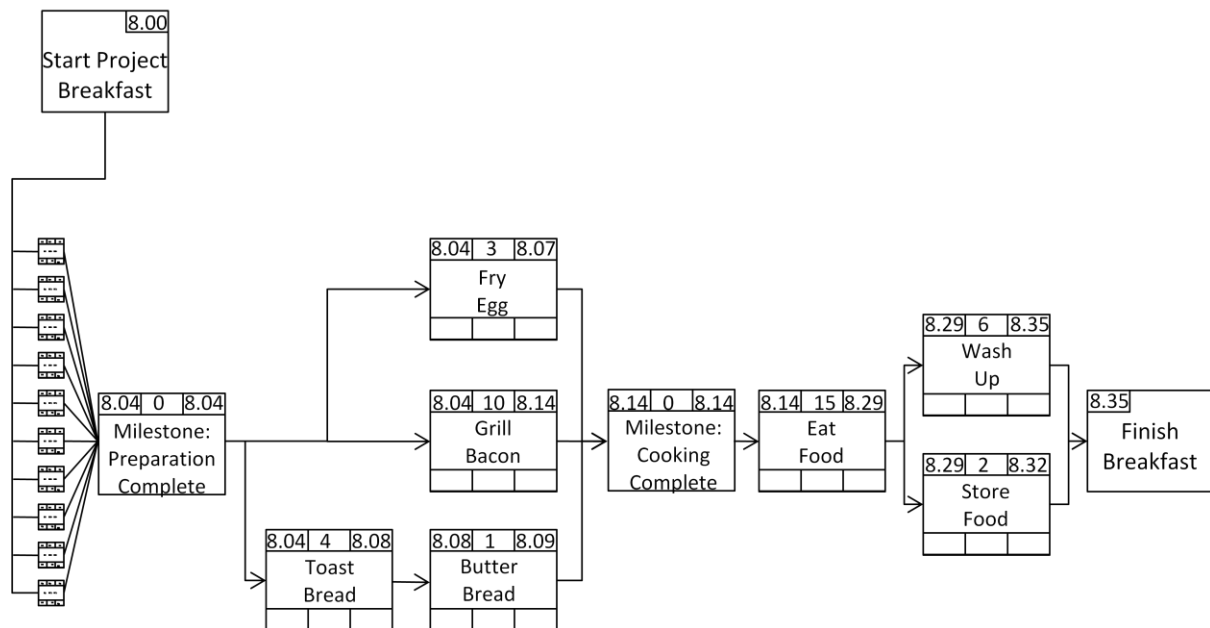 8.00
Start Project
Breakfast
8.04 3 8.07
Fry
Egg
8.04 0 8.04
Milestone:
Preparation
Complete
8.04 10 8.14
Grill
Bacon
8.04 4 8.08
Toast
Bread
8.08 1 8.09
Butter
Bread
8.14 0 8.14
Milestone:
Cooking
Complete
8.14 15 8.29
Eat
Food
8.29 6 8.35
Wash
Up
8.29 2 8.32
Store
Food
8.35
Finish
Breakfast